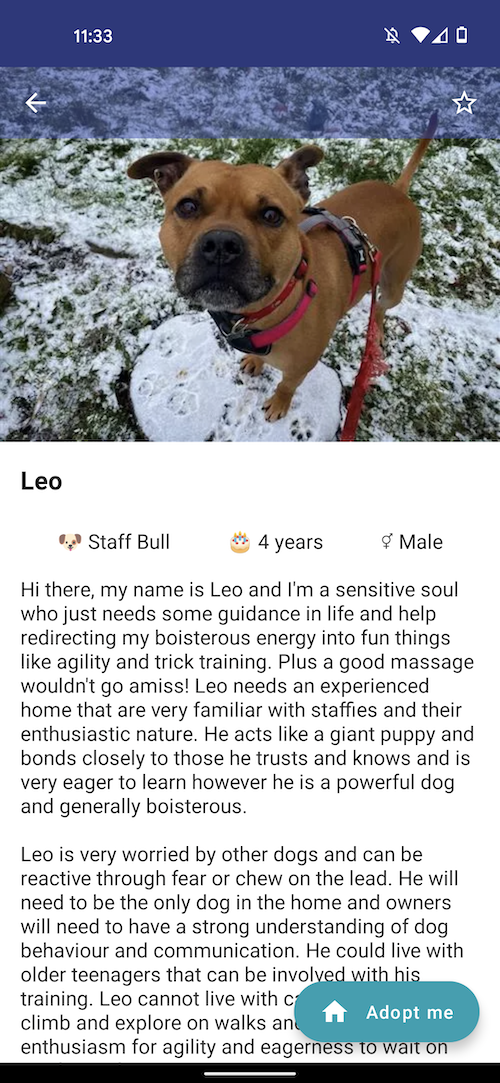 11:33
Leo
Staff Bull
4 years
Male
Hi there, my name is Leo and I'm a sensitive soul
who just needs some guidance in life and help
redirecting my boisterous energy into fun things
like agility and trick training. Plus a good massage
wouldn't go amiss! Leo needs an experienced
home that are very familiar with staffies and their
enthusiastic nature. He acts like a giant puppy and
bonds closely to those he trusts and knows and is
very eager to learn however he is a powerful dog
and generally boisterous.
Leo is very worried by other dogs and can be
reactive through fear or chew on the lead. He will
need to be the only dog in the home and owners
will need to have a strong understanding of dog
behaviour and communication. He could live with
older teenagers that can be involved with his
training. Leo cannot live with
climb and explore on walks
enthusiasm for agility and eagerness to wait on
Adopt me